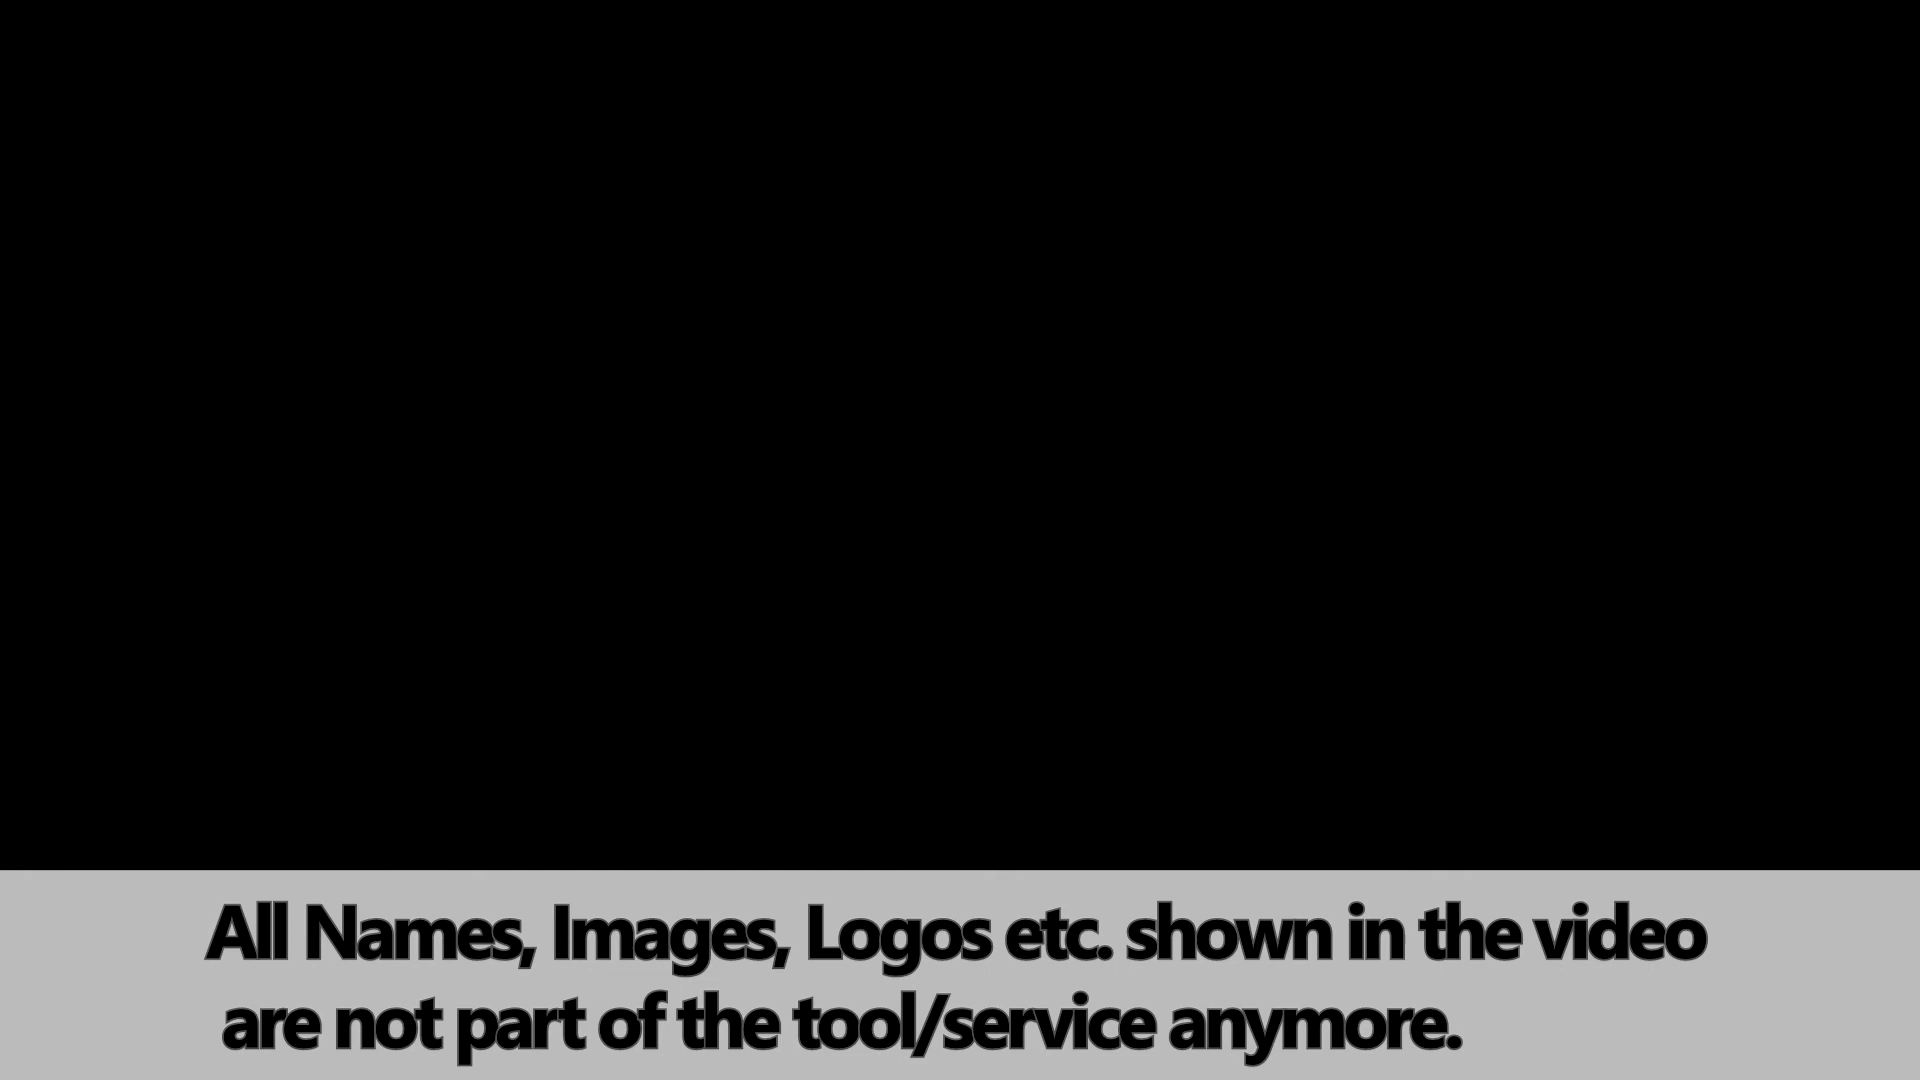 All Names, Images, Logos etc. shown in the video
are not part of the tool/service anymore.